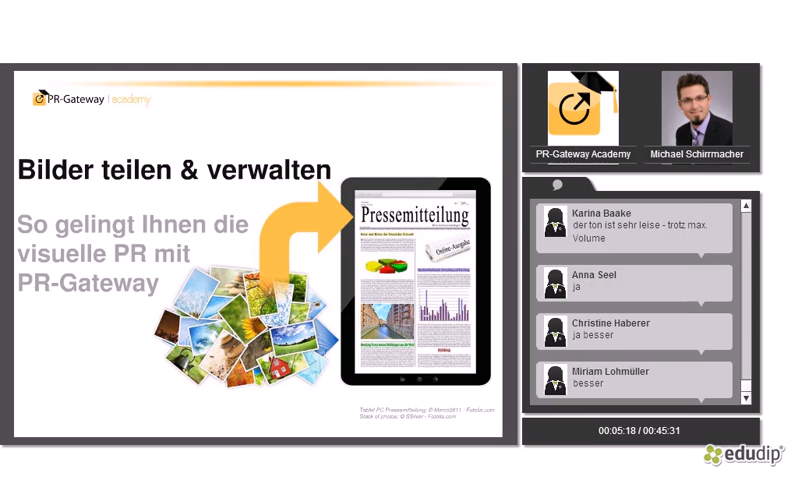 PR-Gateway | academy
Bilder teilen & verwalten
So gelingt Ihnen die
visuelle PR mit
PR-Gateway
Pressemitteilung
Online-Ausgabe
Tablet PC Pressemitteilung: © Marco2811 - Fotolia.com
Stack of photos: © SSilver - Fotolia.com
PR-Gateway Academy
Michael Schirrmacher
Karina Baake
der ton ist sehr leise - trotz max.
Volume
Anna Seel
ja
Christine Haberer
ja besser
Miriam Lohmüller
besser
00:05:18 / 00:45:31
edudip